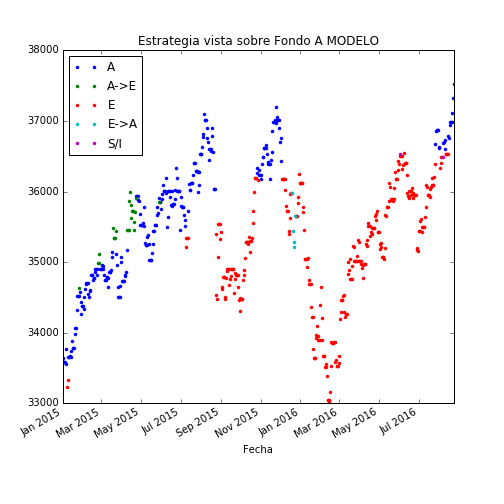 Estrategia vista sobre Fondo A MODELO
38000
37000
36000
35000
34000
33000
A
A->E
E
E->A
S/I
Jan 2015
Mar 2015
May 2015
Jul 2015
Sep 2015
Nov 2015
Jan 2016
Mar 2016
May 2016
Jul 2016
Fecha